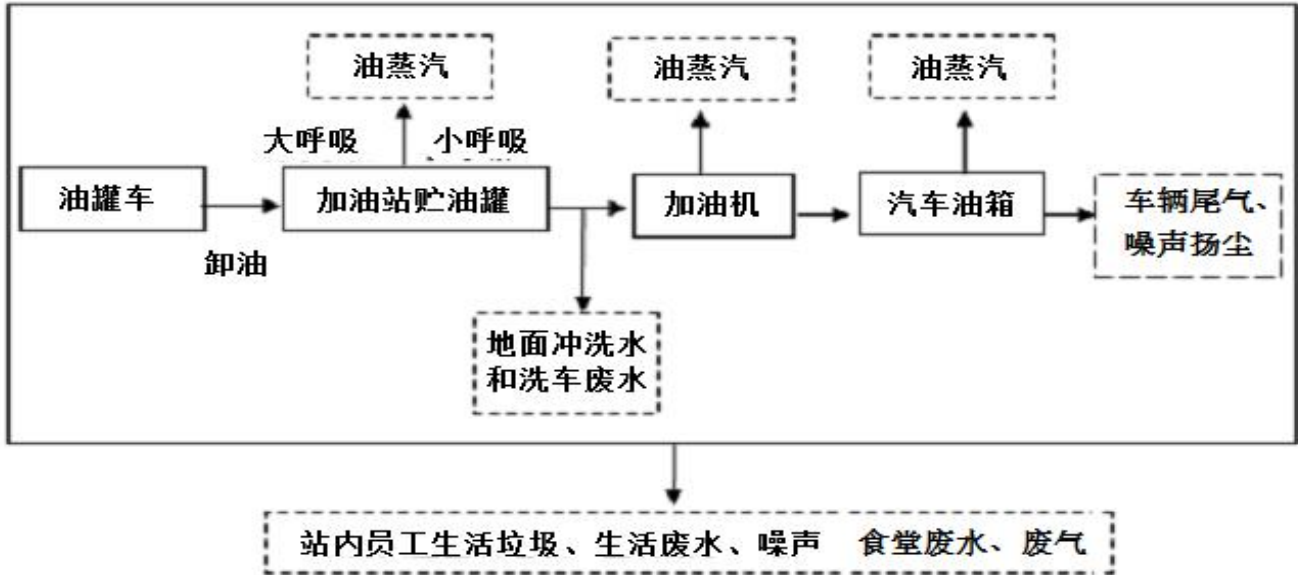 油蒸汽
油蒸汽
油蒸汽
大呼吸
小呼吸
油罐车
加油站贮油罐
加油机
汽车油箱
车辆尾气、
噪声扬尘
卸油
地面冲洗水
和洗车废水
站内员工生活垃圾、生活废水、噪声 食堂废水、废气